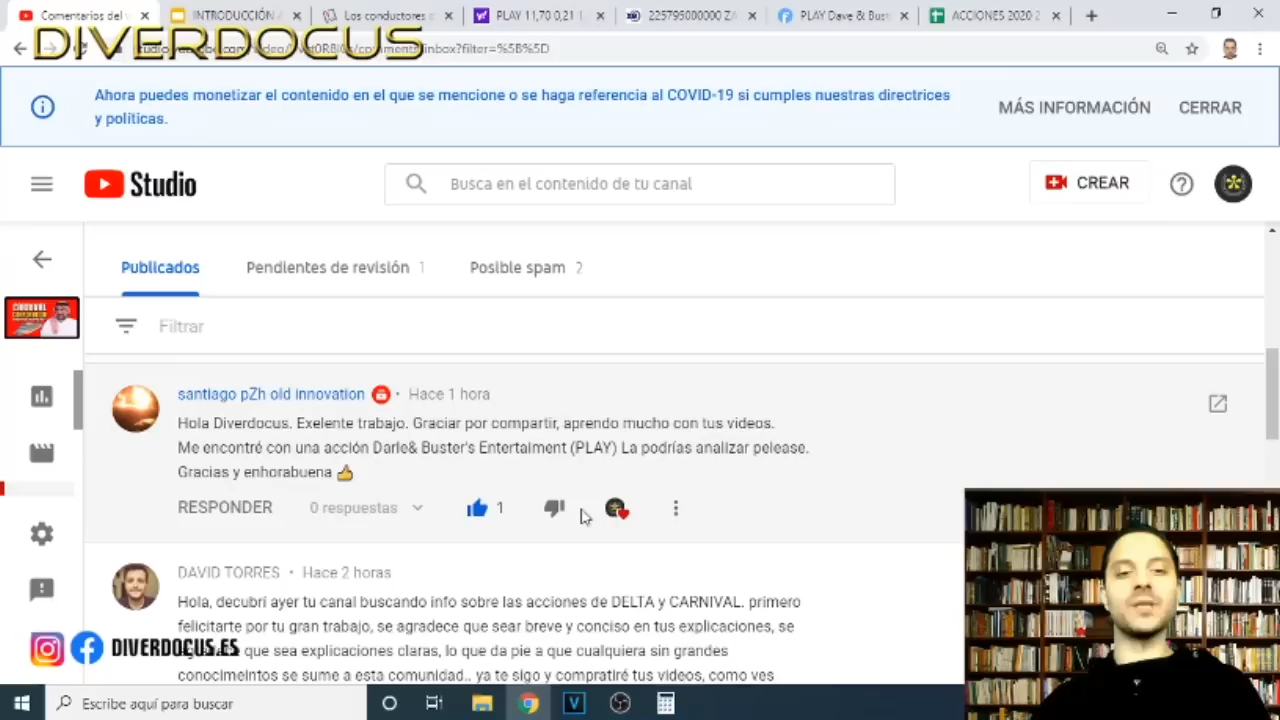 Comentarios del v
INTRODUCCIÓN A
Los conductores d
PLAY 11,70 0,21 1
225795000000 ZA
PLAY Dave & Bust
ACCIONES 2020 2
DIVERDOCUS
Ahora puedes monetizar el contenido en el que se mencione o se haga referencia al COVID-19 si cumples nuestras directrices
y políticas.
MÁS INFORMACIÓN
CERRAR
Studio
Busca en el contenido de tu canal
CREAR
Publicados
Pendientes de revisión 1
Posible spam 2
Filtrar
santiago pZh old innovation • Hace 1 hora
Hola Diverdocus. Exelente trabajo. Graciar por compartir, aprendo mucho con tus videos.
Me encontré con una acción Darle& Buster's Entertaiment (PLAY) La podrías analizar pelease.
Gracias y enhorabuena 👍
RESPONDER
0 respuestas
1
DAVID TORRES • Hace 2 horas
Hola, decubrí ayer tu canal buscando info sobre las acciones de DELTA y CARNIVAL. primero
felicitarte por tu gran trabajo, se agradece que sear breve y conciso en tus explicaciones, se
que sea explicaciones claras, lo que da pie a que cualquiera sin grandes
conocimeintos se sume a esta comunidad.. ya te sigo y compratiré tus videos, como ves
DIVERDOCUS.ES
Escribe aquí para buscar